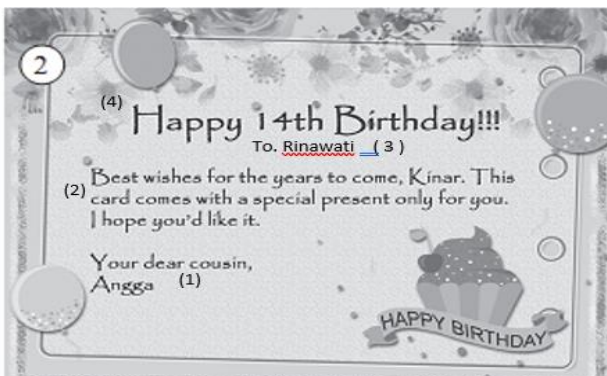 2
(4)
Happy 14th Birthday!!!
To. Rinawati ( 3 )
Best wishes for the years to come, Kinar. This
(2) card comes with a special present only for you.
I hope you'd like it.
Your dear cousin,
Angga (1)
HAPPY BIRTHDAY